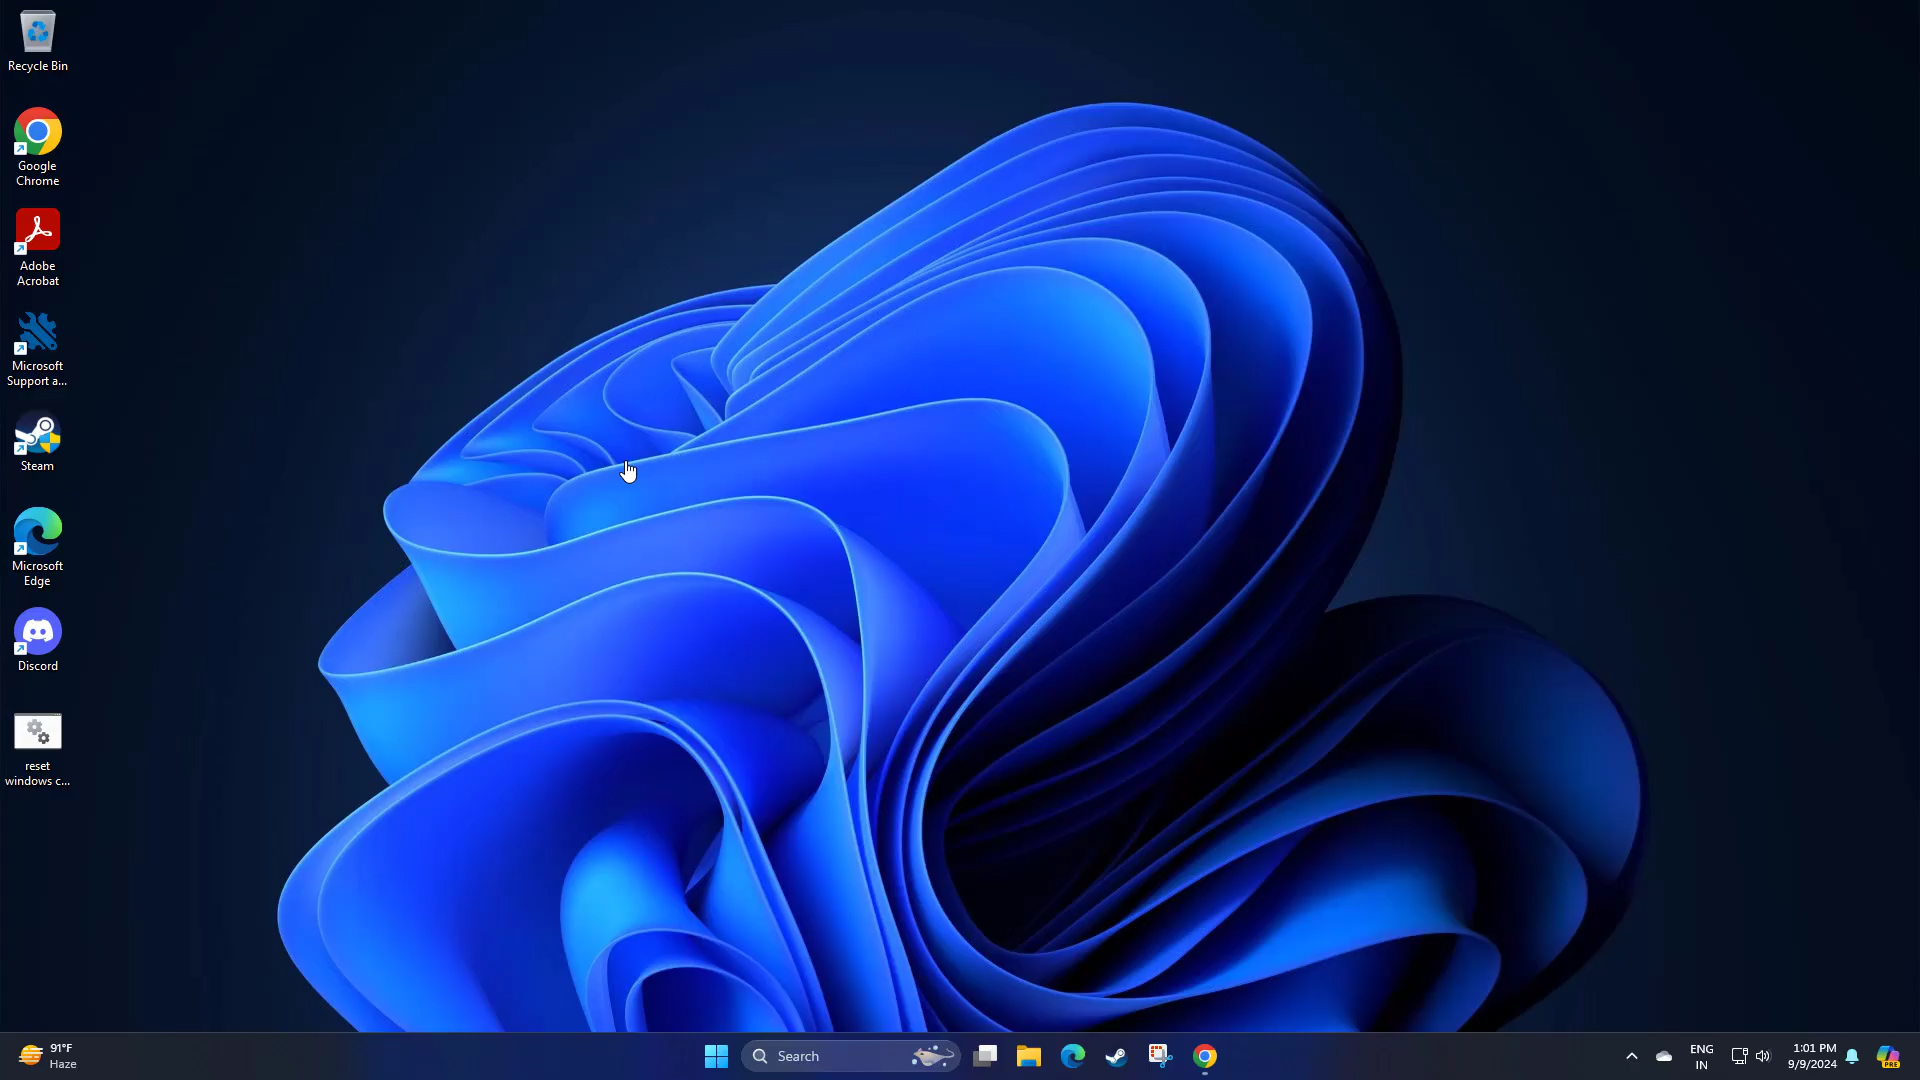 Recycle Bin
Google
Chrome
Adobe
Acrobat
Microsoft
Support a...
Steam
Microsoft
Edge
Discord
reset
windows c...
91°F
Haze
Search
ENG
IN
1:01 PM
9/9/2024
PRE